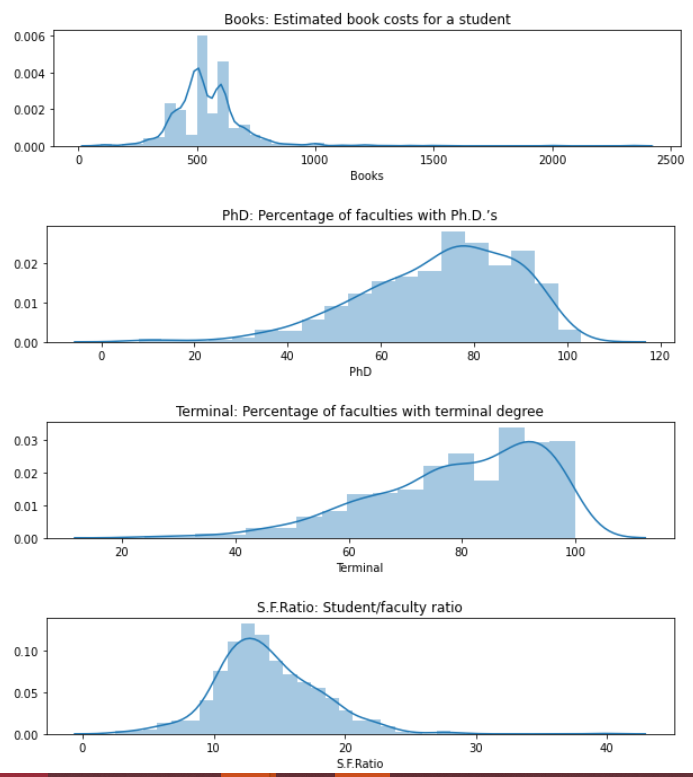 Books: Estimated book costs for a student
0.006
0.004
0.002
0.000
0 500 1000 1500 2000 2500
Books
PhD: Percentage of faculties with Ph.D.’s
0.02
0.01
0.00
0 20 40 60 80 100 120
PhD
Terminal: Percentage of faculties with terminal degree
0.03
0.02
0.01
0.00
20 40 60 80 100
Terminal
S.F.Ratio: Student/faculty ratio
0.10
0.05
0.00
0 10 20 30 40
S.F.Ratio